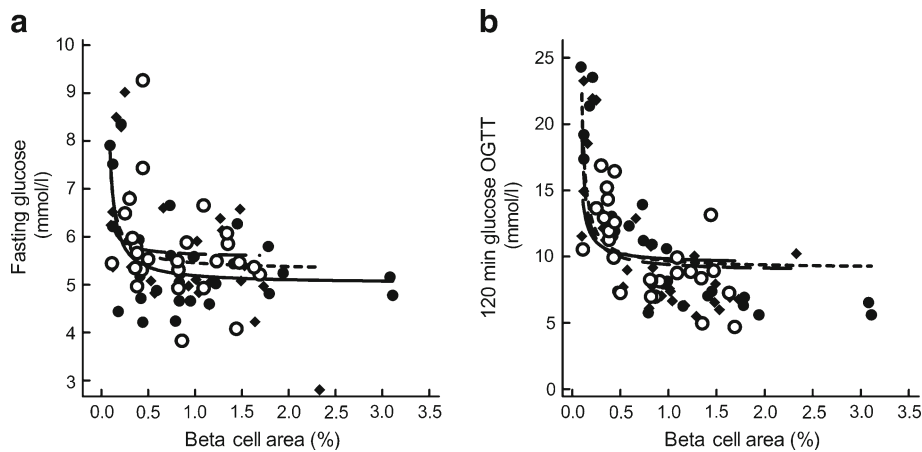 a
Fasting glucose
(mmol/l)
10
9
8
7
6
5
4
3
0.0 0.5 1.0 1.5 2.0 2.5 3.0 3.5
Beta cell area (%)
b
120 min glucose OGTT
(mmol/l)
25
20
15
10
5
0
0.0 0.5 1.0 1.5 2.0 2.5 3.0 3.5
Beta cell area (%)